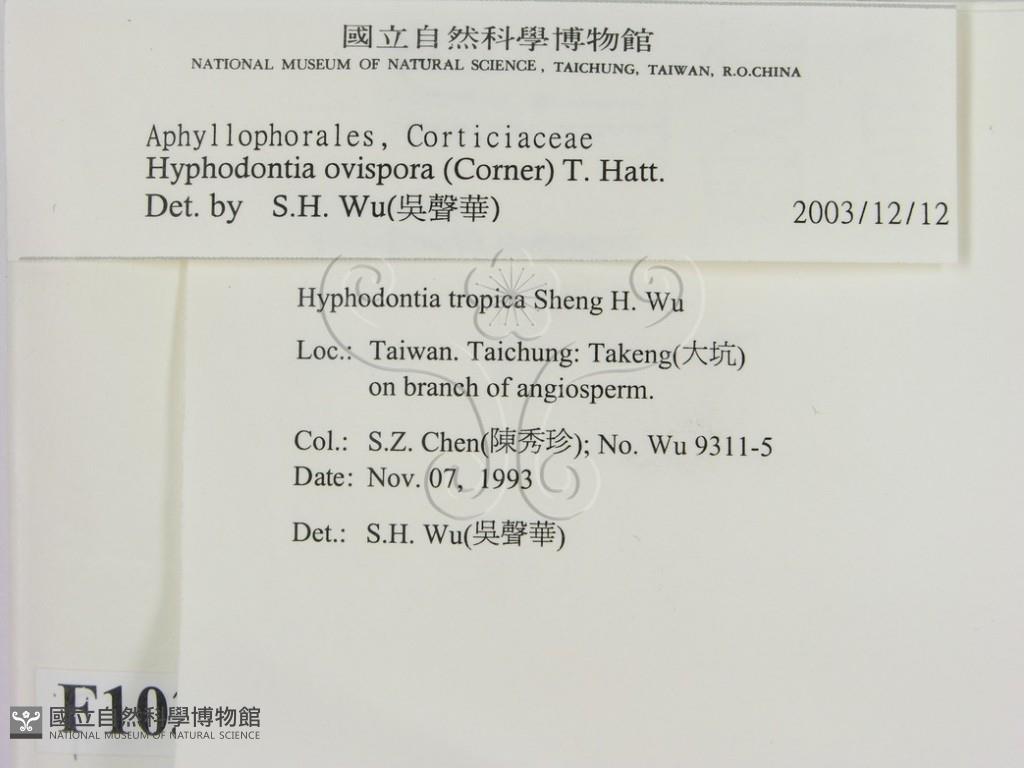 國立自然科學博物館
NATIONAL MUSEUM OF NATURAL SCIENCE, TAICHUNG, TAIWAN, R.O.CHINA
Aphyllophorales, Corticiaceae
Hyphodontia ovispora (Corner) T. Hatt.
Det. by S.H. Wu(吳聲華) 2003/12/12
Hyphodontia tropica Sheng H. Wu
Loc.: Taiwan. Taichung: Takeng(大坑)
on branch of angiosperm.
Col.: S.Z. Chen(陳秀珍); No. Wu 9311-5
Date: Nov. 07, 1993
Det.: S.H. Wu(吳聲華)
國立自然科學博物館
NATIONAL MUSEUM OF NATURAL SCIENCE